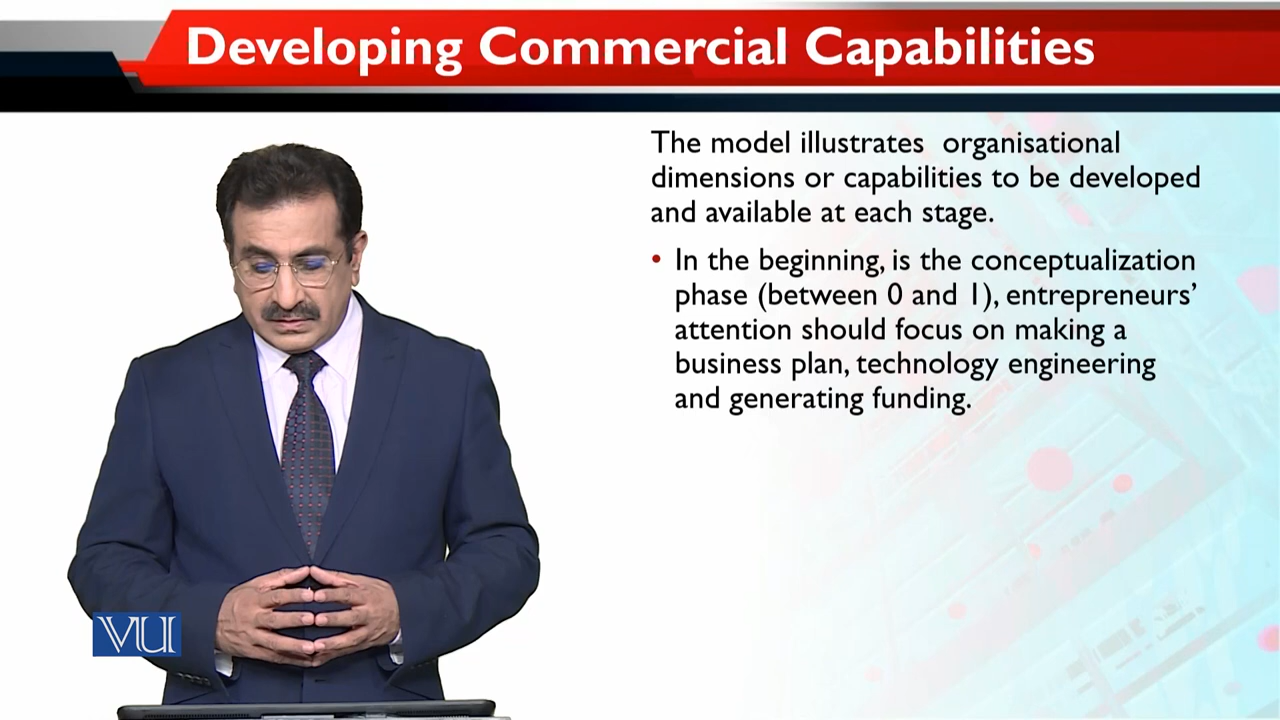 Developing Commercial Capabilities
The model illustrates organisational
dimensions or capabilities to be developed
and available at each stage.
• In the beginning, is the conceptualization
phase (between 0 and 1), entrepreneurs’
attention should focus on making a
business plan, technology engineering
and generating funding.
VU